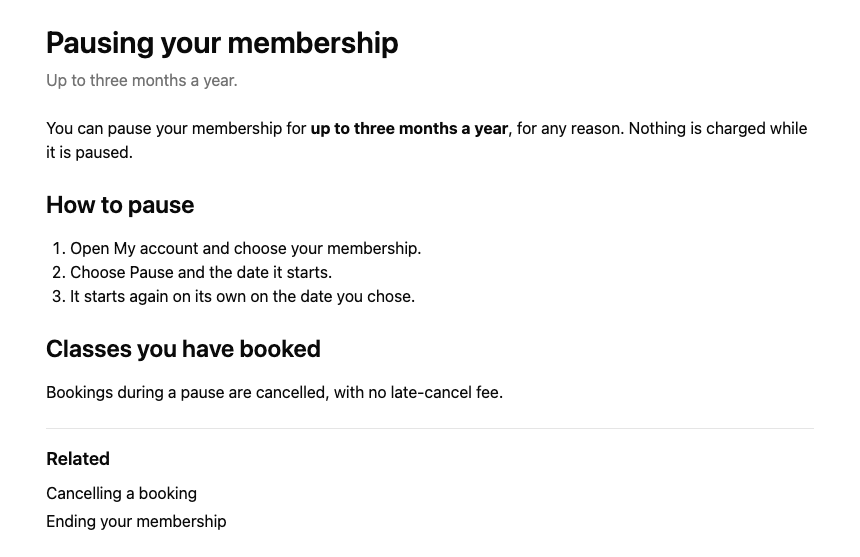 Pausing your membership
Up to three months a year.
You can pause your membership for up to three months a year, for any reason. Nothing is charged while
it is paused.
How to pause
1. Open My account and choose your membership.
2. Choose Pause and the date it starts.
3. It starts again on its own on the date you chose.
Classes you have booked
Bookings during a pause are cancelled, with no late-cancel fee.
Related
Cancelling a booking
Ending your membership